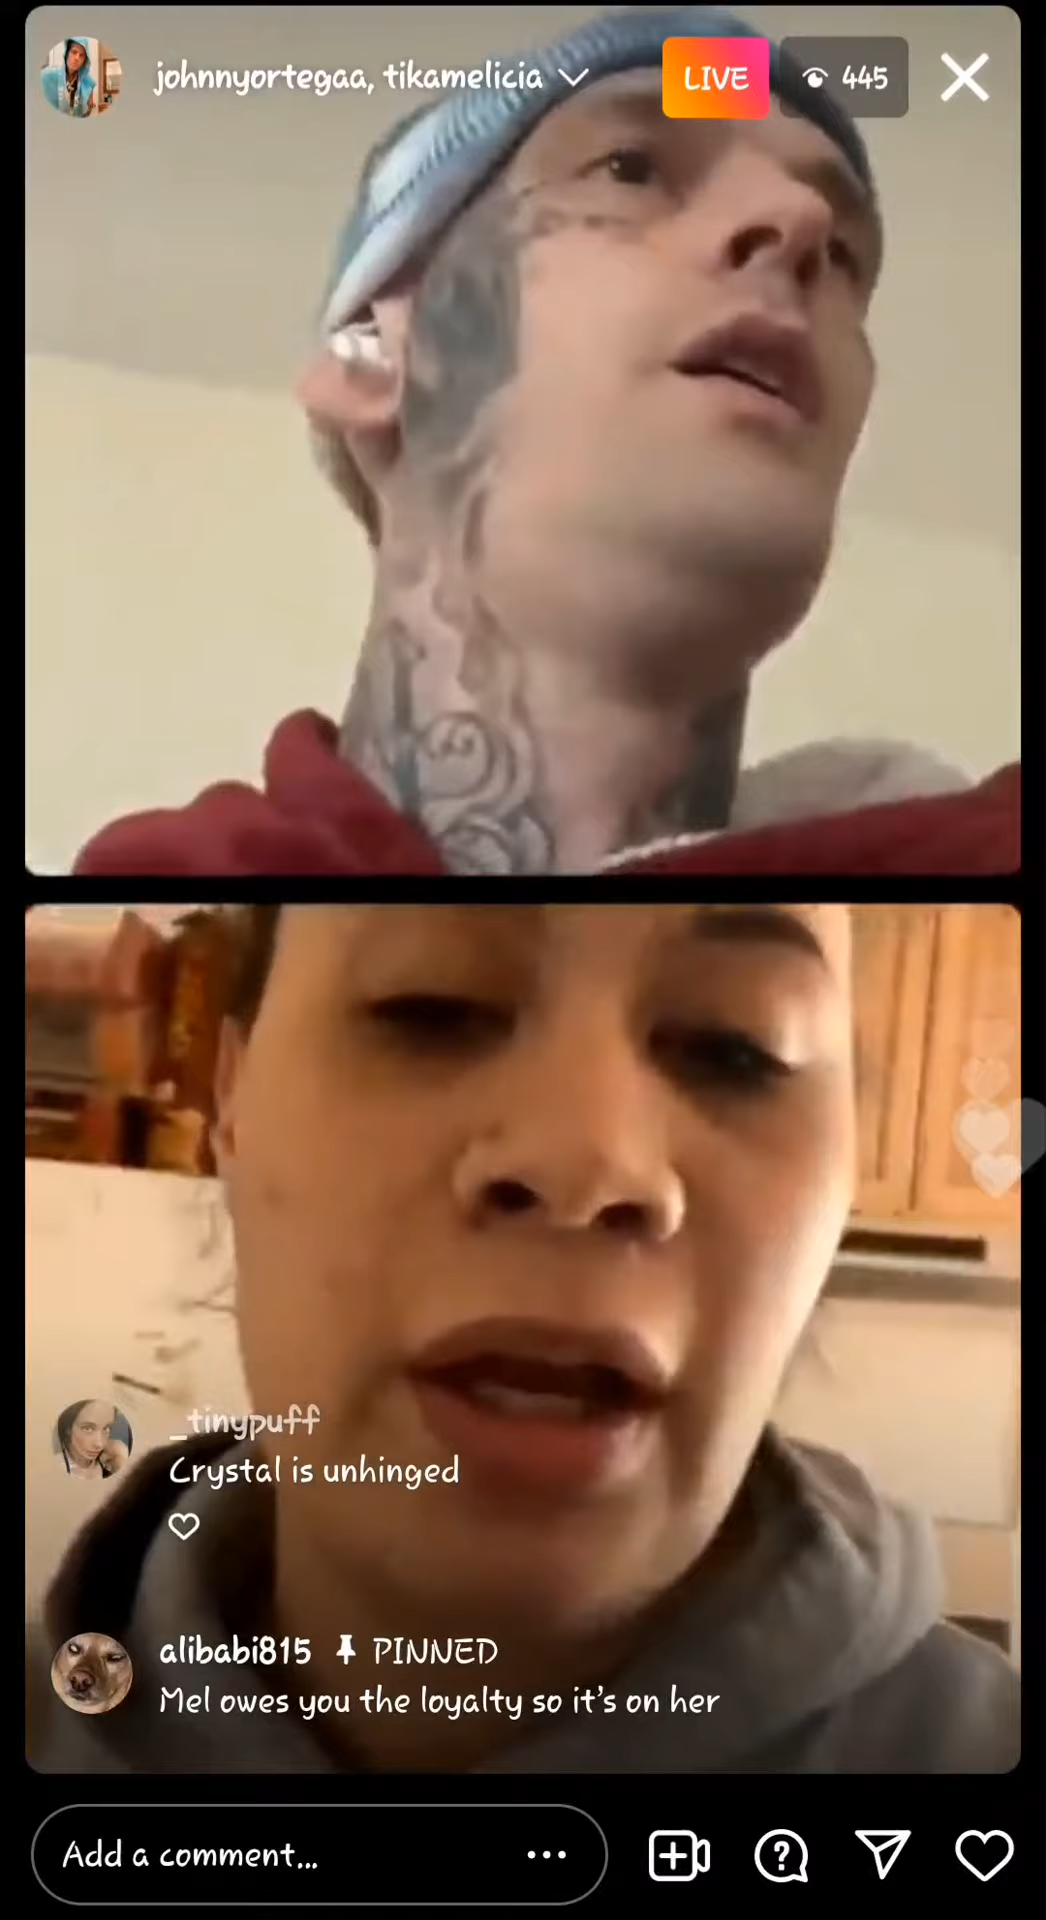 johnnyortegaa, tikamelicia
LIVE
445
_tinypuff
Crystal is unhinged
alibabi815 PINNED
Mel owes you the loyalty so it's on her
Add a comment...